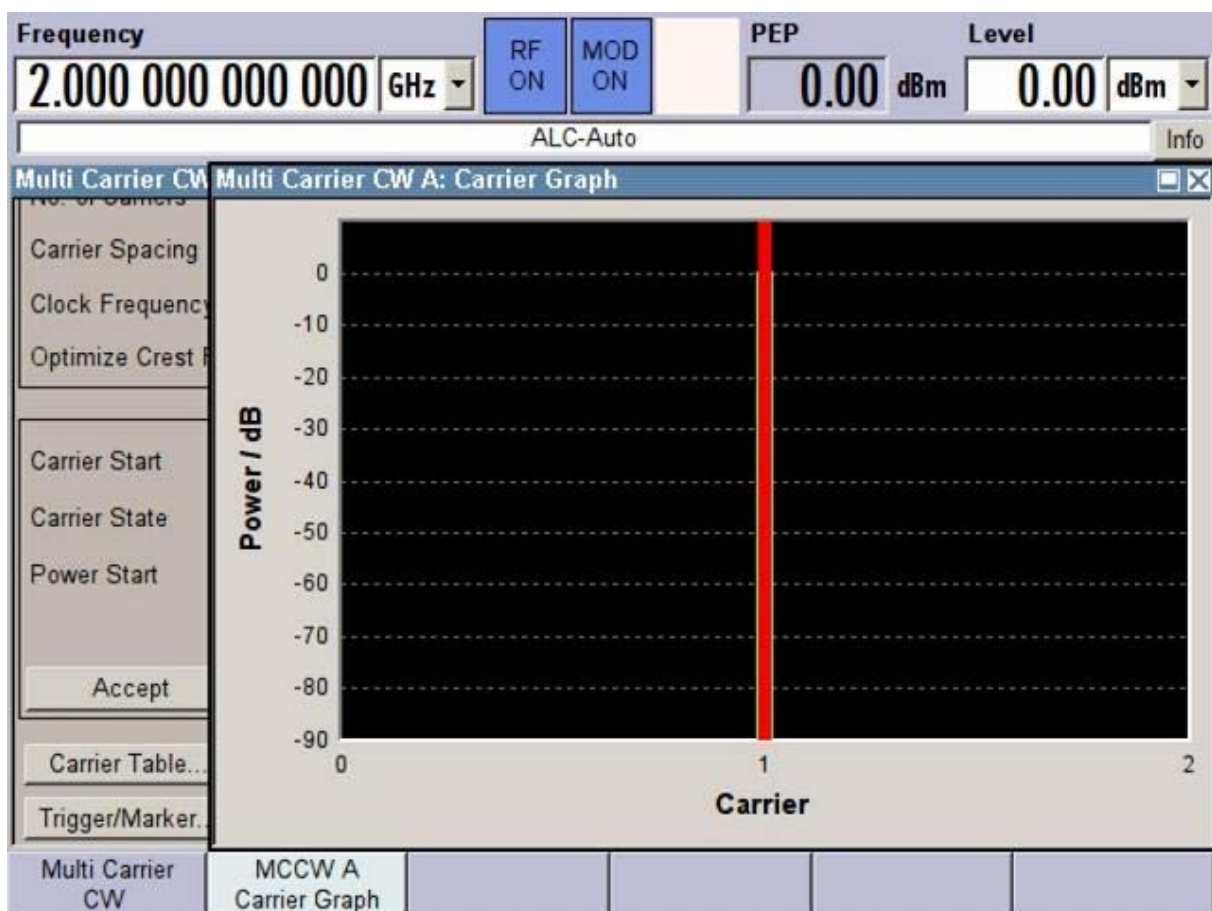 Frequency
2.000 000 000 000 GHz
RF ON
MOD ON
PEP
0.00 dBm
Level
0.00 dBm
ALC-Auto
Info
Multi Carrier CW
Multi Carrier CW A: Carrier Graph
No. of Carriers
Carrier Spacing
Clock Frequency
Optimize Crest F
Carrier Start
Carrier State
Power Start
Accept
Carrier Table...
Trigger/Marker..
Power / dB
0
-10
-20
-30
-40
-50
-60
-70
-80
-90
0 1 2
Carrier
Multi Carrier CW
MCCW A Carrier Graph